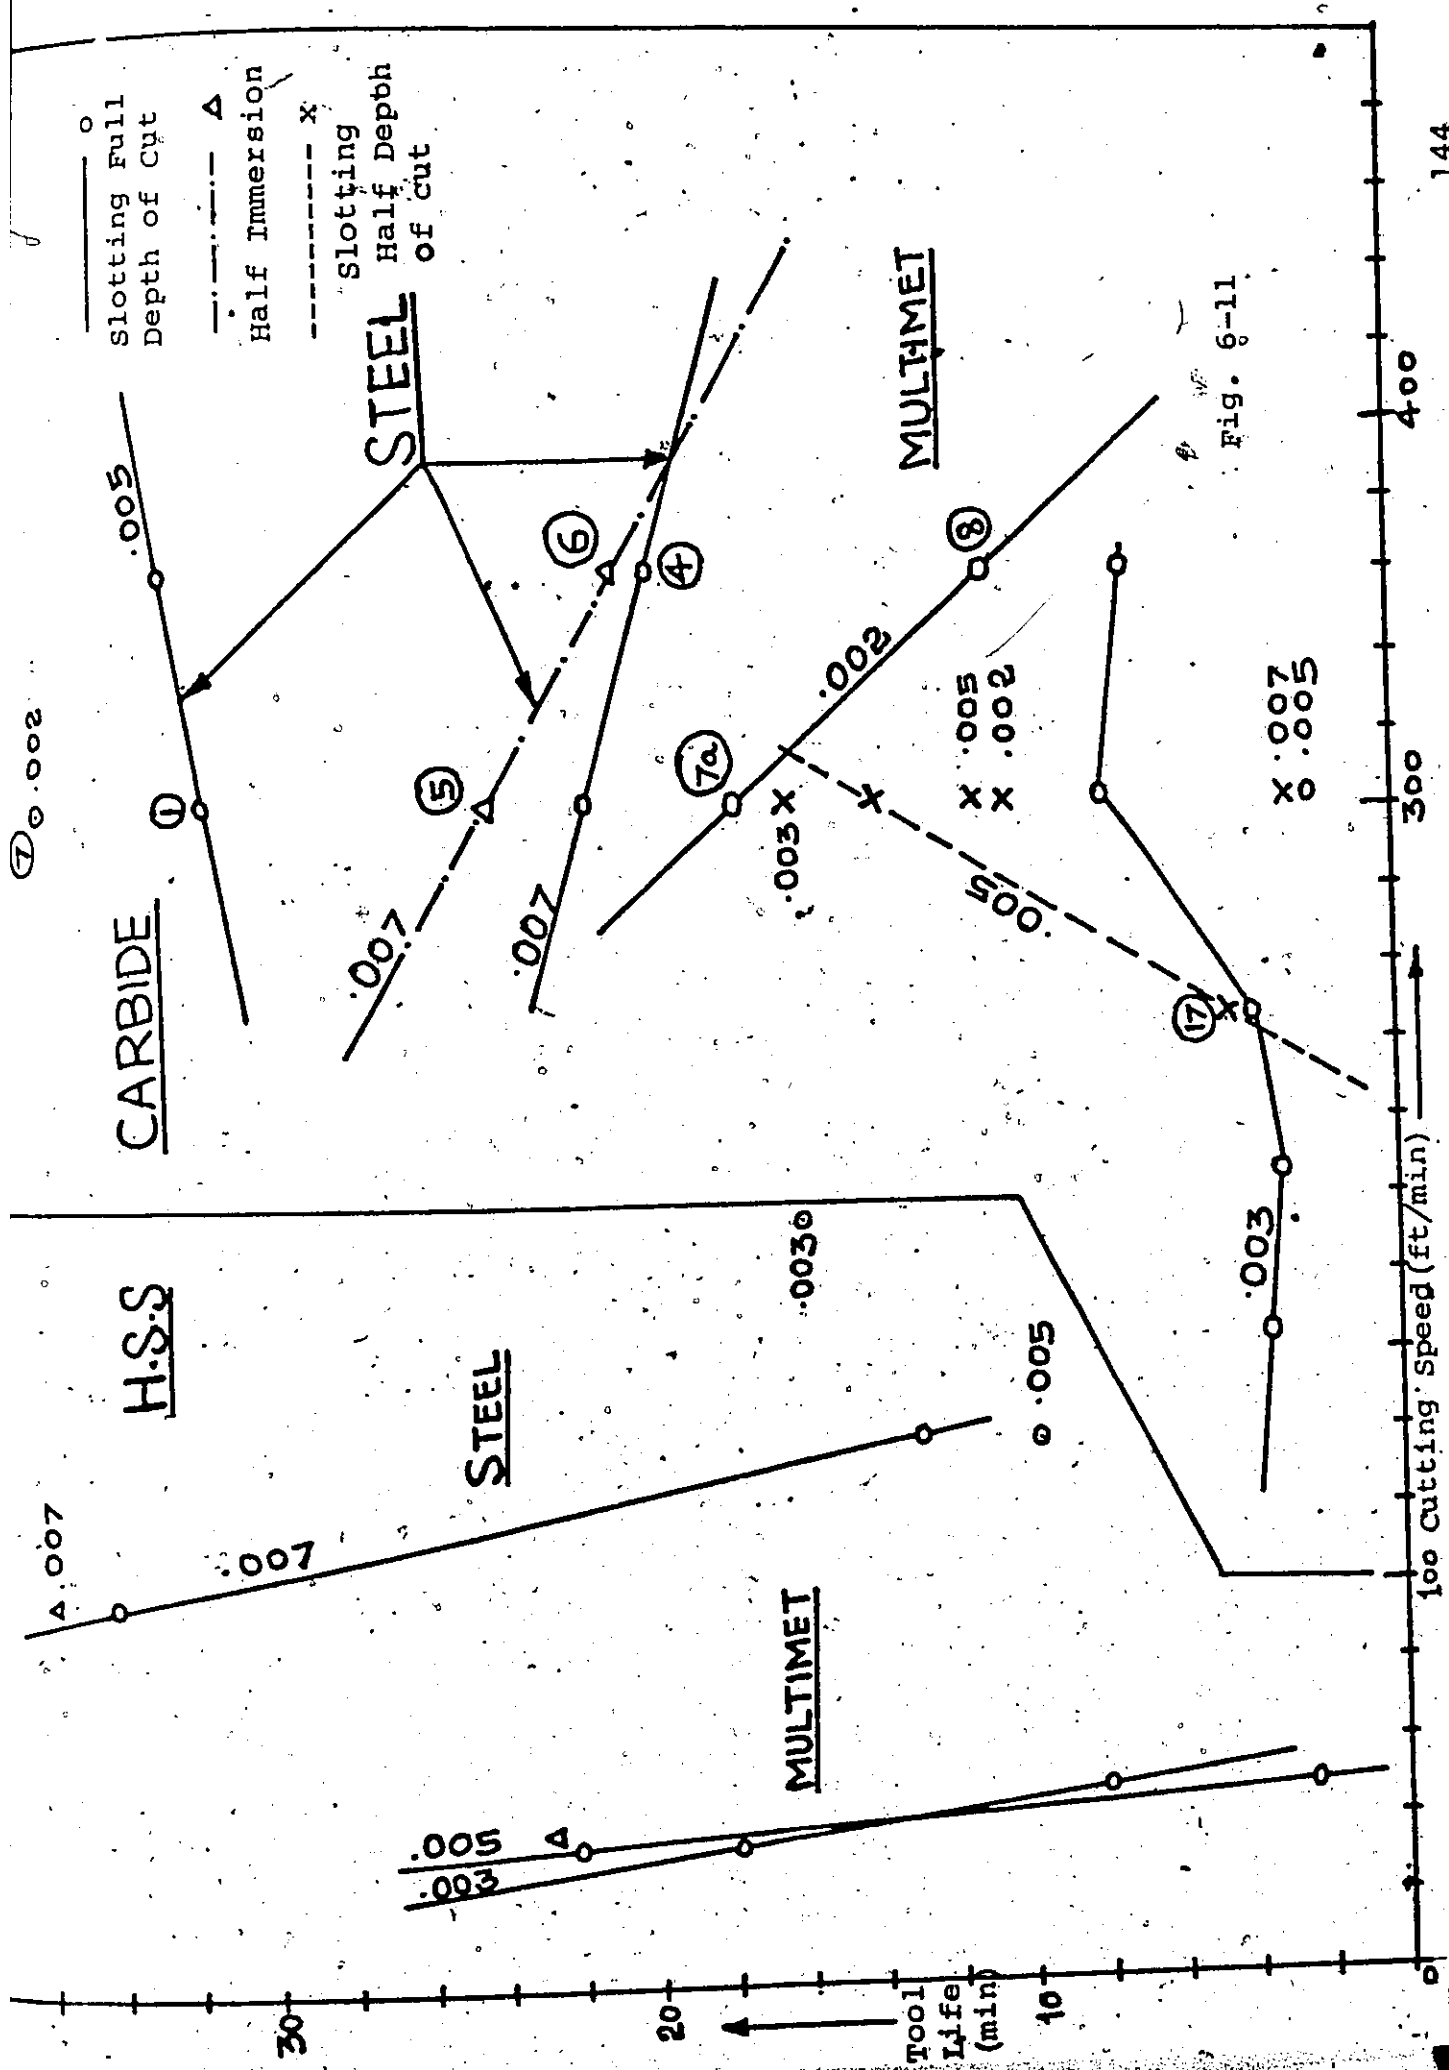 ⑦ .002
.005
①
Slotting Full
Depth of Cut
Half Immersion
Slotting
Half Depth
of cut
CARBIDE
STEEL
⑤
⑥
④
.007
.007
H.S.S
.007
.007
STEEL
.003
.005
MULTIMET
.005
.003
MULTIMET
7a
⑧
.002
.003
.005
.005
.002
⑰
.003
.007
.005
Fig. 6-11
30
20
10
Tool
Life
(min)
0
100
Cutting Speed (ft/min)
300
400
144